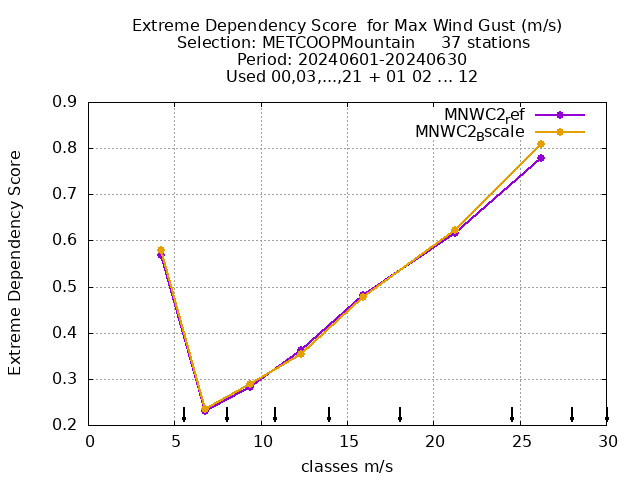 Extreme Dependency Score  for Max Wind Gust (m/s)
Selection: METCOOPMountain     37 stations
Period: 20240601-20240630
Used 00,03,...,21 + 01 02 ... 12
MNWC2ref
MNWC2Bscale
0.9
0.8
0.7
0.6
0.5
0.4
0.3
0.2
Extreme Dependency Score
0 5 10 15 20 25 30
classes m/s